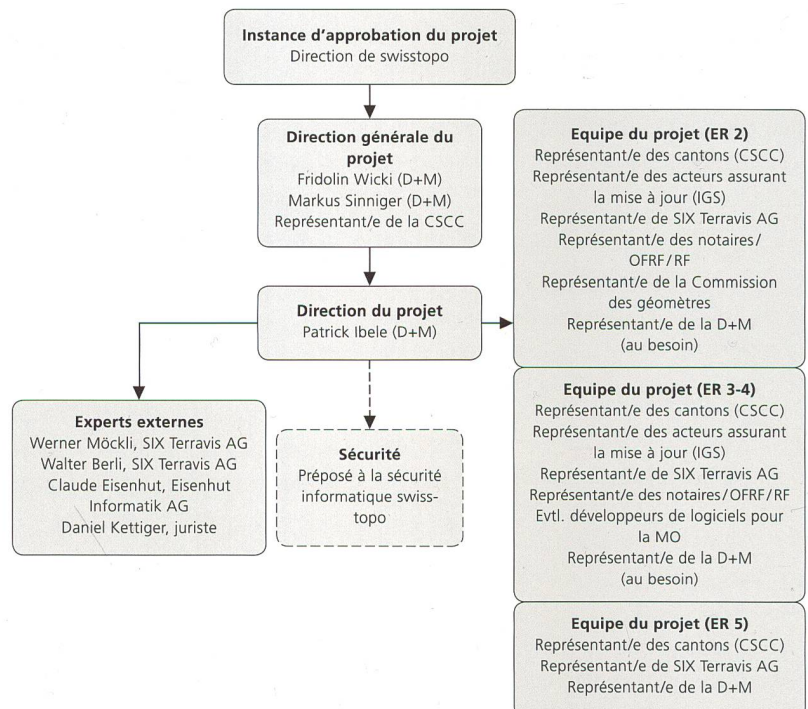 Instance d'approbation du projet
Direction de swisstopo
Direction générale du
projet
Fridolin Wicki (D+M)
Markus Sinniger (D+M)
Représentant/e de la CSCC
Direction du projet
Patrick Ibele (D+M)
Experts externes
Werner Möckli, SIX Terravis AG
Walter Berli, SIX Terravis AG
Claude Eisenhut, Eisenhut
Informatik AG
Daniel Kettiger, juriste
Sécurité
Préposé à la sécurité
informatique swiss-
topo
Equipe du projet (ER 2)
Représentant/e des cantons (CSCC)
Représentant/e des acteurs assurant
la mise à jour (IGS)
Représentant/e de SIX Terravis AG
Représentant/e des notaires/
OFRF/RF
Représentant/e de la Commission
des géomètres
Représentant/e de la D+M
(au besoin)
Equipe du projet (ER 3-4)
Représentant/e des cantons (CSCC)
Représentant/e des acteurs assurant
la mise à jour (IGS)
Représentant/e de SIX Terravis AG
Représentant/e des notaires/OFRF/RF
Evtl. développeurs de logiciels pour
la MO
Représentant/e de la D+M
(au besoin)
Equipe du projet (ER 5)
Représentant/e des cantons (CSCC)
Représentant/e de SIX Terravis AG
Représentant/e de la D+M